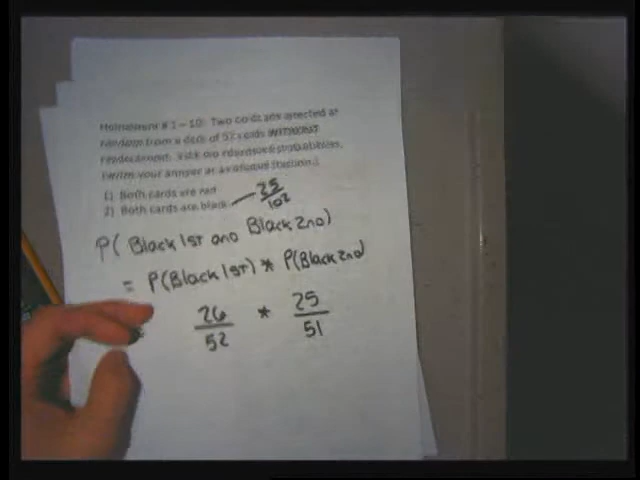 Homework # 1 – 10: Two cards are selected at
random from a deck of 52 cards WITHOUT
replacement. Find the indicated probabilities.
(Write your answer as a reduced fraction.)
1) Both cards are red
2) Both cards are black 25/102
P( Black 1st and Black 2nd)
= P(Black 1st) * P(Black 2nd)
26/52 * 25/51